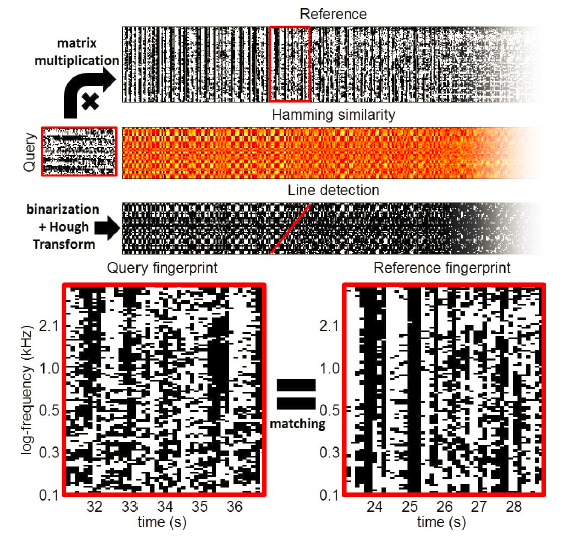 Reference
matrix
multiplication
Hamming similarity
Query
Line detection
binarization
+ Hough
Transform
Query fingerprint
Reference fingerprint
log-frequency (kHz)
2.1
1.0
0.5
0.3
0.1
32 33 34 35 36
time (s)
matching
2.1
1.0
0.5
0.3
0.1
24 25 26 27 28
time (s)